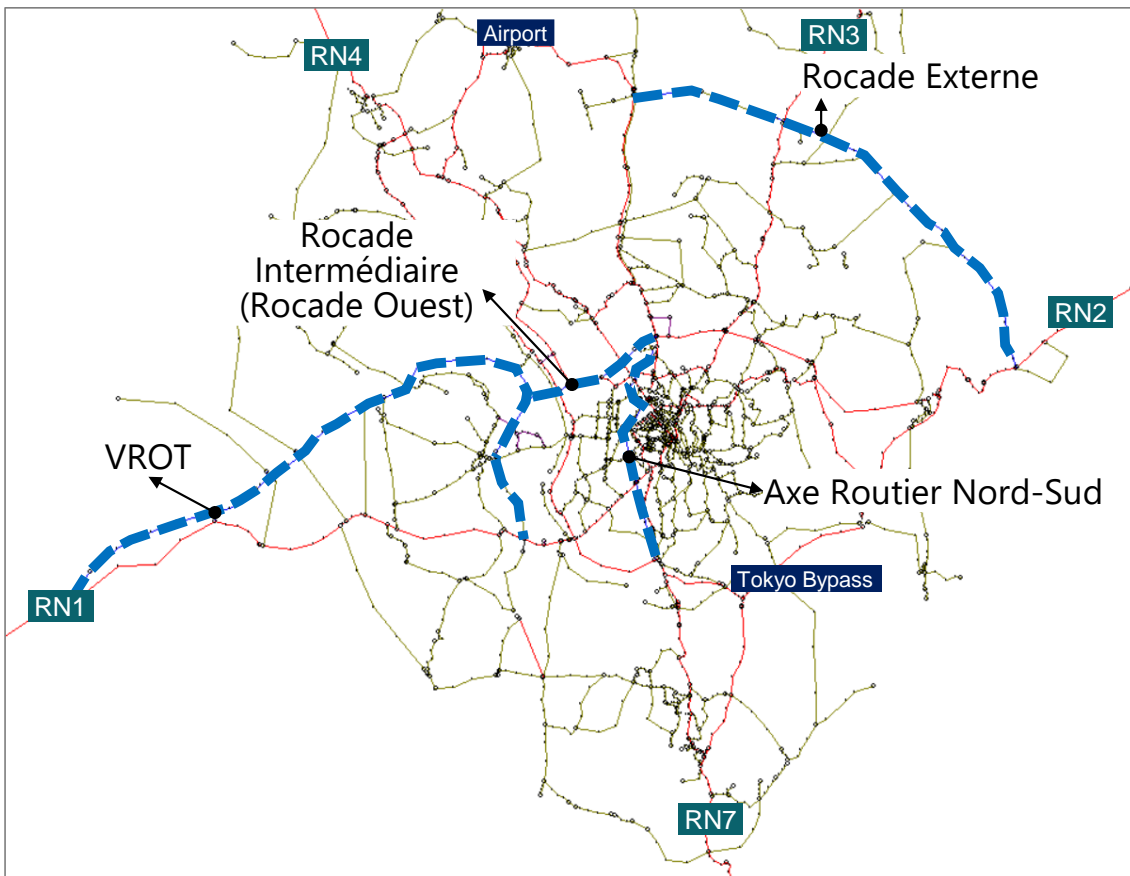 Airport
RN3
RN4
Rocade Externe
Rocade
Intermédiaire
(Rocade Ouest)
RN2
VROT
Axe Routier Nord-Sud
Tokyo Bypass
RN1
RN7